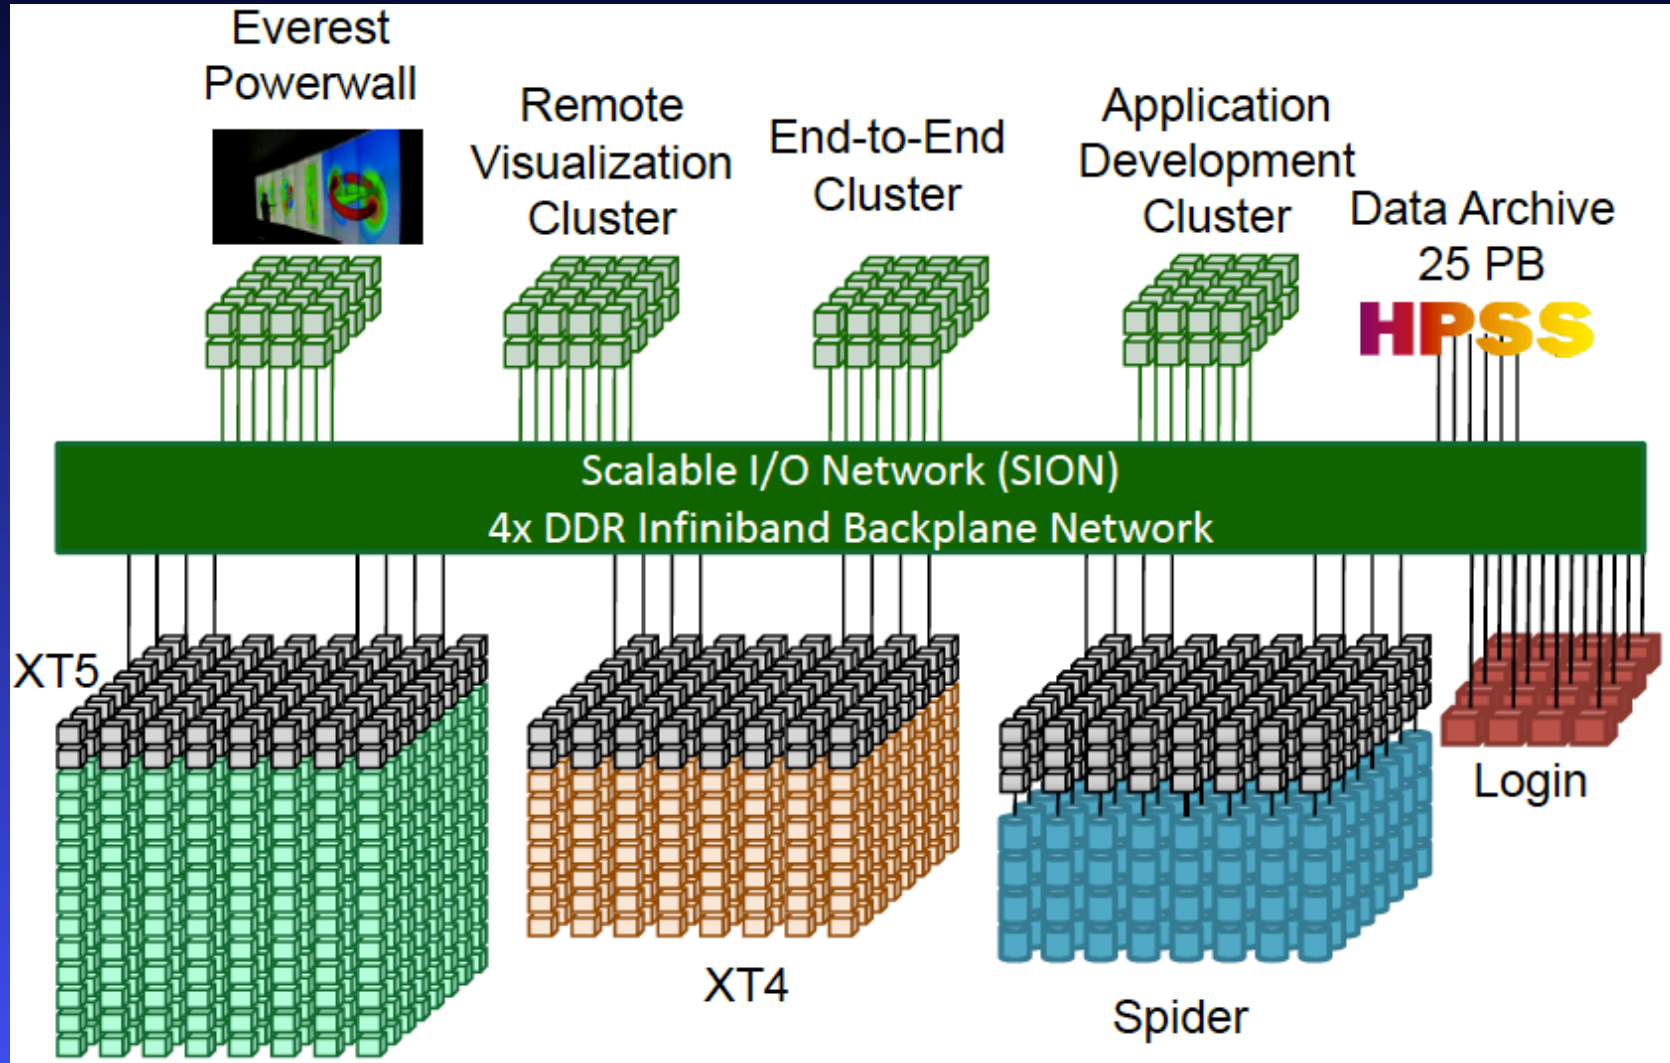 Everest
Powerwall
Remote
Visualization
Cluster
End-to-End
Cluster
Application
Development
Cluster
Data Archive
25 PB
HPSS
Scalable I/O Network (SION)
4x DDR Infiniband Backplane Network
XT5
XT4
Spider
Login